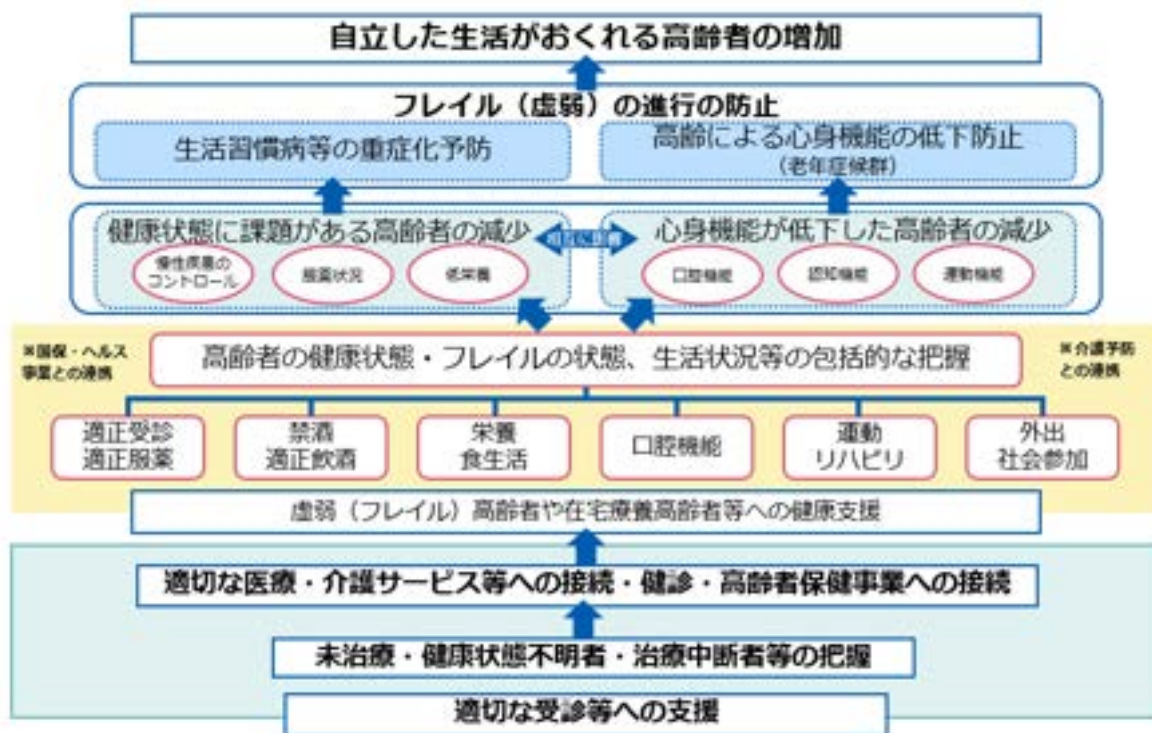 自立した生活がおくれる高齢者の増加
フレイル（虚弱）の進行の防止
生活習慣病等の重症化予防
高齢による心身機能の低下防止
（老年症候群）
健康状態に課題がある高齢者の減少
心身機能が低下した高齢者の減少
慢性疾患の
コントロール
服薬状況
低栄養
口腔機能
認知機能
運動機能
※国保・ヘルス
事業との連携
高齢者の健康状態・フレイルの状態、生活状況等の包括的な把握
※介護予防
との連携
適正受診
適正服薬
禁酒
適正飲酒
栄養
食生活
口腔機能
運動
リハビリ
外出
社会参加
虚弱（フレイル）高齢者や在宅療養高齢者等への健康支援
適切な医療・介護サービス等への接続・健診・高齢者保健事業への接続
未治療・健康状態不明者・治療中断者等の把握
適切な受診等への支援